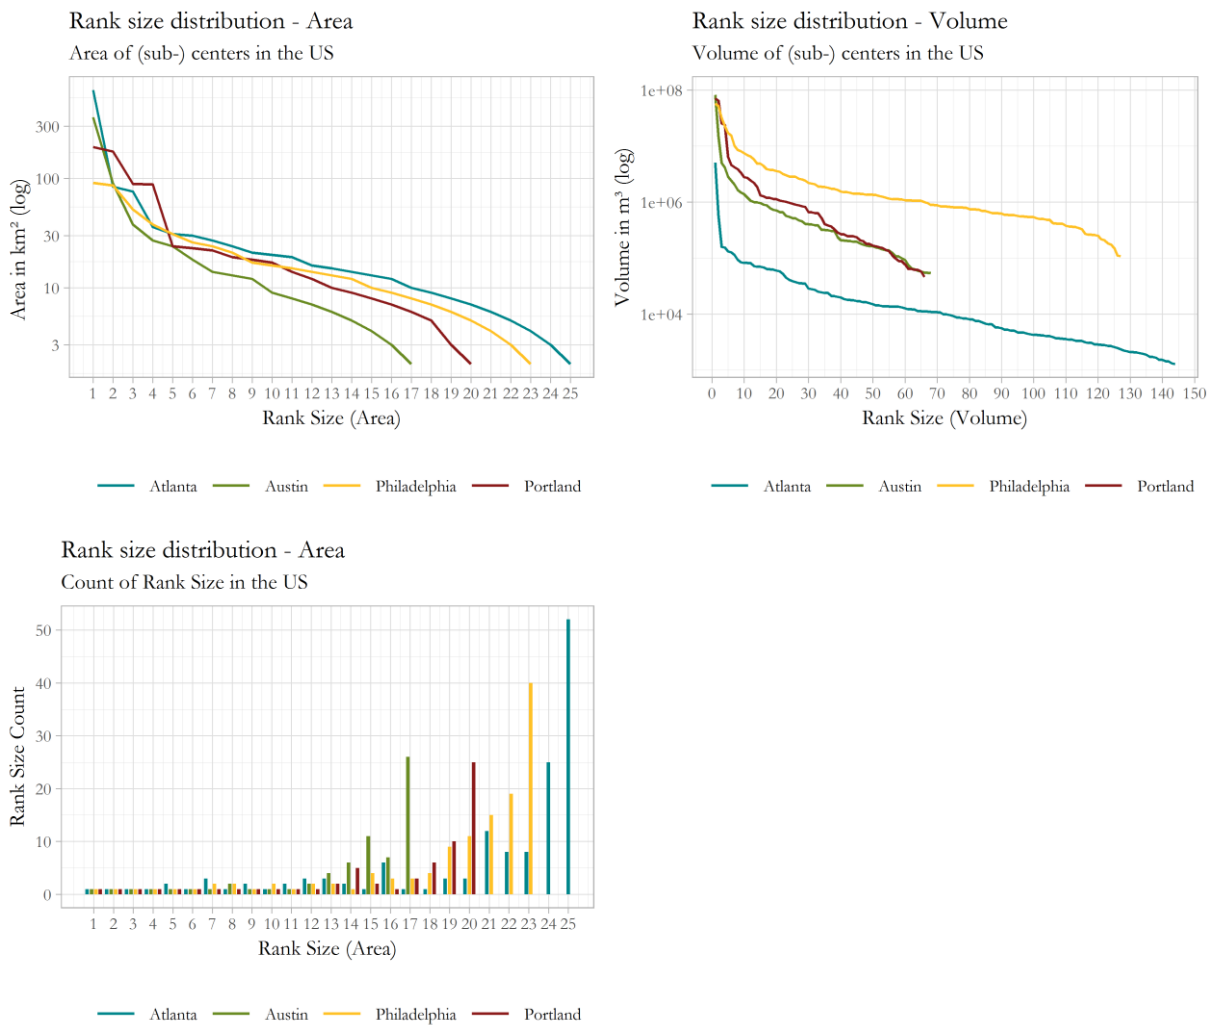 Rank size distribution - Area
Area of (sub-) centers in the US
Area in km² (log)
300
100
30
10
3
1 2 3 4 5 6 7 8 9 10 11 12 13 14 15 16 17 18 19 20 21 22 23 24 25
Rank Size (Area)
Atlanta Austin Philadelphia Portland
Rank size distribution - Volume
Volume of (sub-) centers in the US
Volume in m³ (log)
1e+08
1e+06
1e+04
0 10 20 30 40 50 60 70 80 90 100 110 120 130 140 150
Rank Size (Volume)
Atlanta Austin Philadelphia Portland
Rank size distribution - Area
Count of Rank Size in the US
Rank Size Count
50
40
30
20
10
0
1 2 3 4 5 6 7 8 9 10 11 12 13 14 15 16 17 18 19 20 21 22 23 24 25
Rank Size (Area)
Atlanta Austin Philadelphia Portland